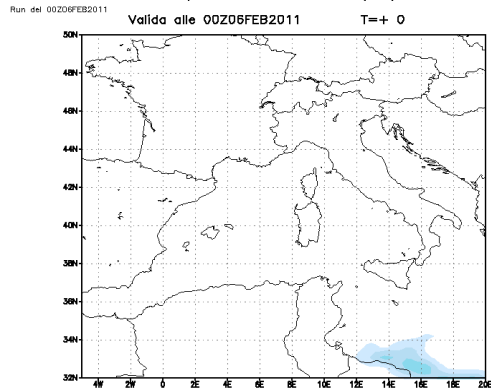 Run del 00Z06FEB2011
Valida alle 00Z06FEB2011 T=+ 0
50N
48N
46N
44N
42N
40N
38N
36N
34N
32N
4W 2W 0 2E 4E 6E 8E 10E 12E 14E 16E 18E 20E